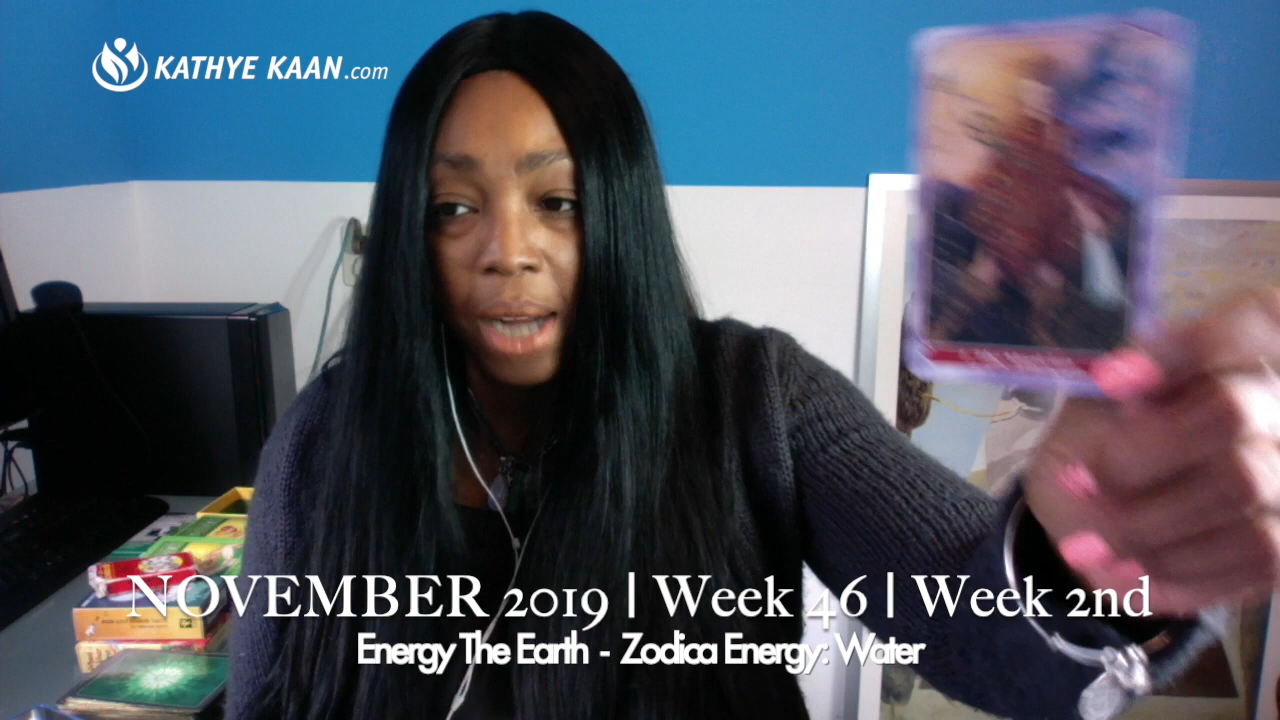 KATHYE KAAN.com
NOVEMBER 2019 | Week 46 | Week 2nd
Energy The Earth - Zodica Energy: Water